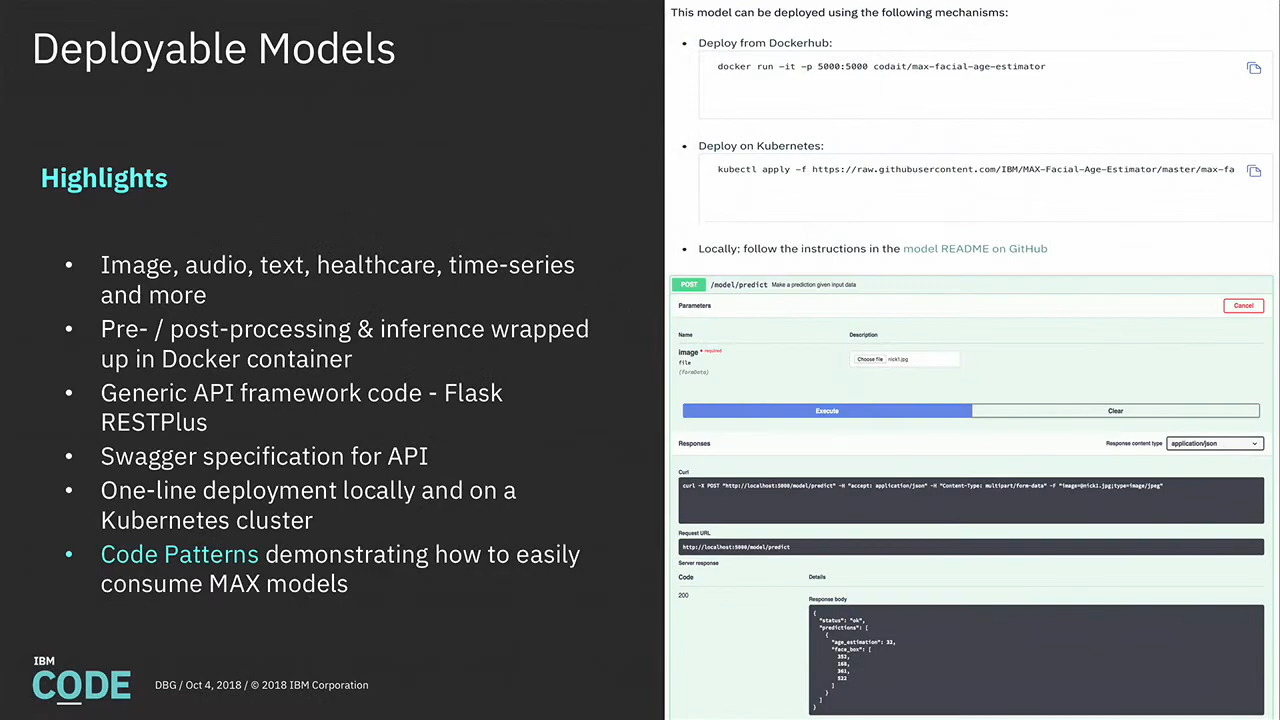 Deployable Models
Highlights
• Image, audio, text, healthcare, time-series
and more
• Pre- / post-processing & inference wrapped
up in Docker container
• Generic API framework code - Flask
RESTPlus
• Swagger specification for API
• One-line deployment locally and on a
Kubernetes cluster
• Code Patterns demonstrating how to easily
consume MAX models
IBM
CODE
DBG / Oct 4, 2018 / © 2018 IBM Corporation
This model can be deployed using the following mechanisms:
• Deploy from Dockerhub:
docker run -it -p 5000:5000 codait/max-facial-age-estimator
• Deploy on Kubernetes:
kubectl apply -f https://raw.githubusercontent.com/IBM/MAX-Facial-Age-Estimator/master/max-fa
• Locally: follow the instructions in the model README on GitHub
POST /model/predict Make a prediction given input data
Parameters Cancel
Name Description
image * required
file
(formData)
Choose file nick1.jpg
Execute Clear
Responses Response content type application/json
Curl
curl -X POST "http://localhost:5000/model/predict" -H "accept: application/json" -H "Content-Type: multipart/form-data" -F "image=@nick1.jpg;type=image/jpeg"
Request URL
http://localhost:5000/model/predict
Server response
Code Details
200
Response body
{
"status": "ok",
"predictions": [
{
"age_estimation": 32,
"face_box": [
352,
168,
341,
522
]
}
]
}